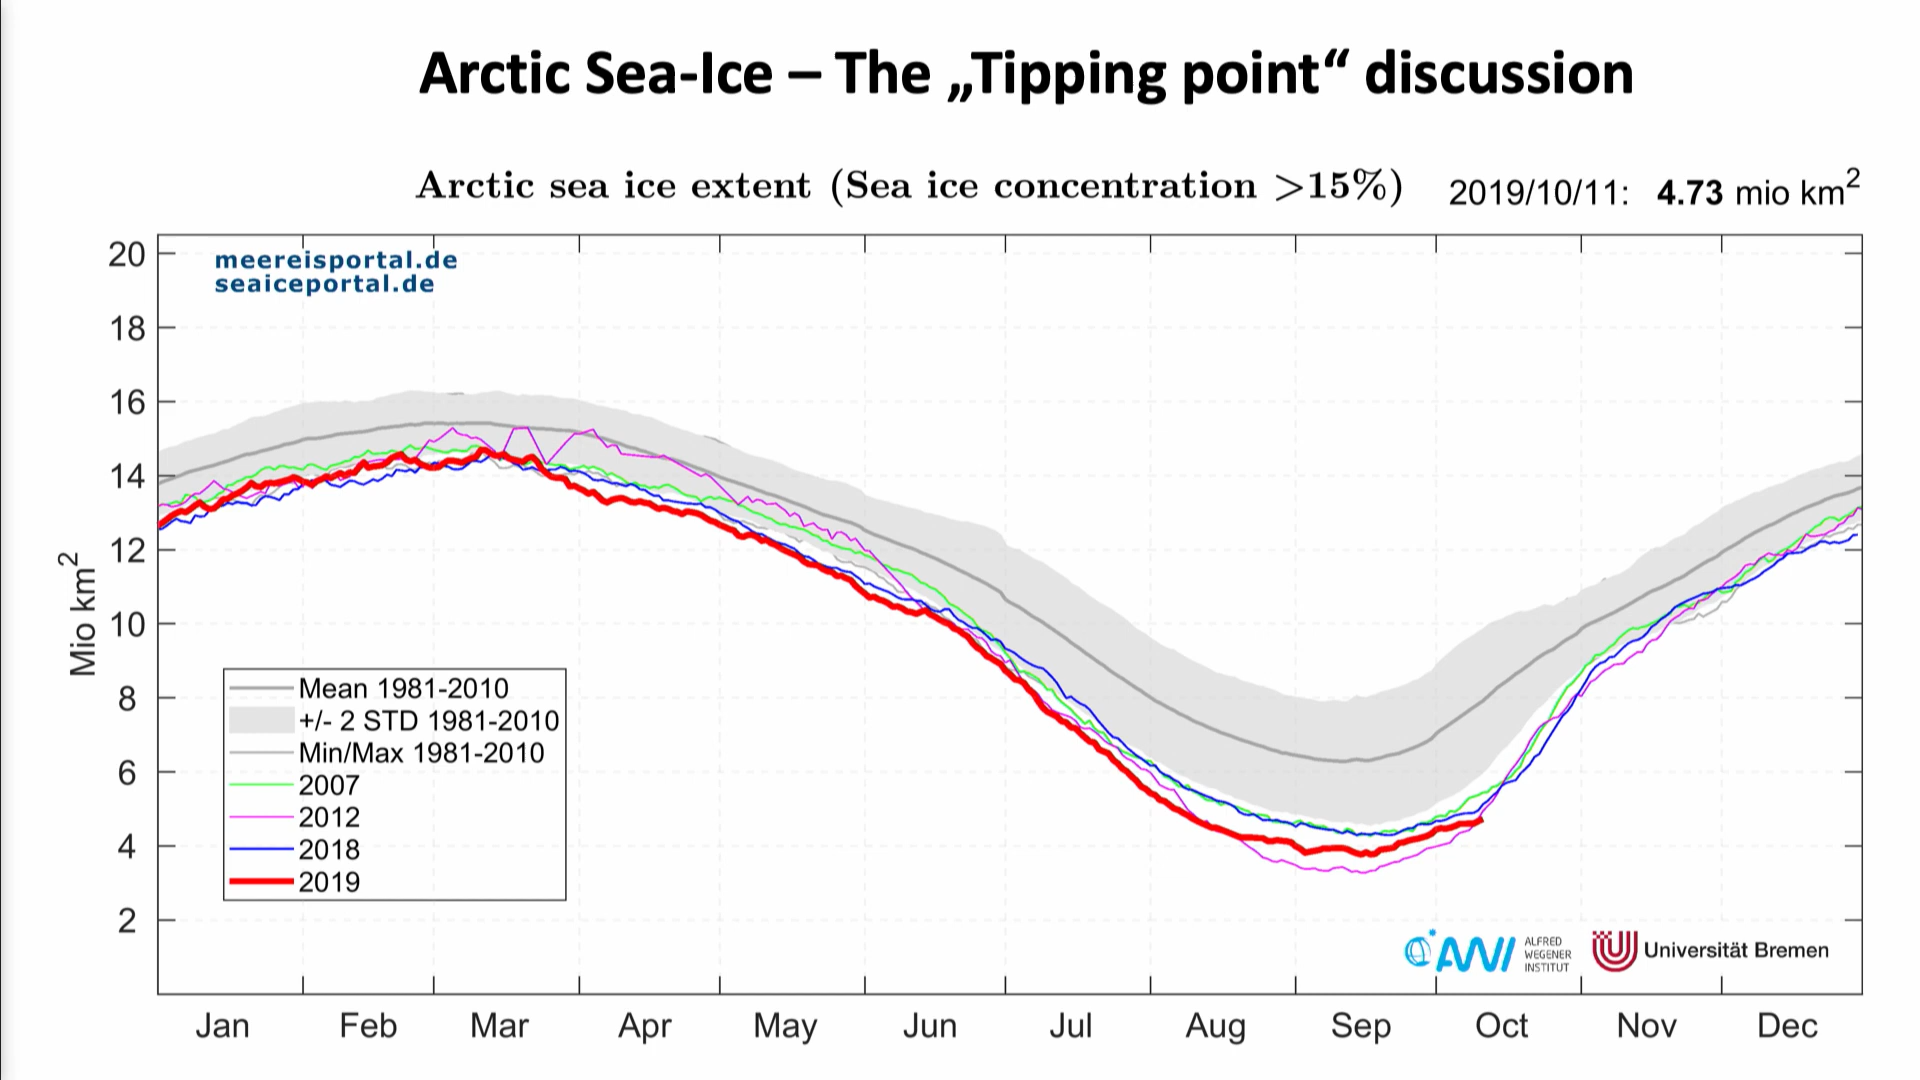 Arctic Sea-Ice – The „Tipping point“ discussion
Arctic sea ice extent (Sea ice concentration >15%)
2019/10/11: 4.73 mio km²
meereisportal.de
seaiceportal.de
20
18
16
14
12
10
8
6
4
2
Mio km²
Mean 1981-2010
+/- 2 STD 1981-2010
Min/Max 1981-2010
2007
2012
2018
2019
AWI
ALFRED
WEGENER
INSTITUT
Universität Bremen
Jan Feb Mar Apr May Jun Jul Aug Sep Oct Nov Dec